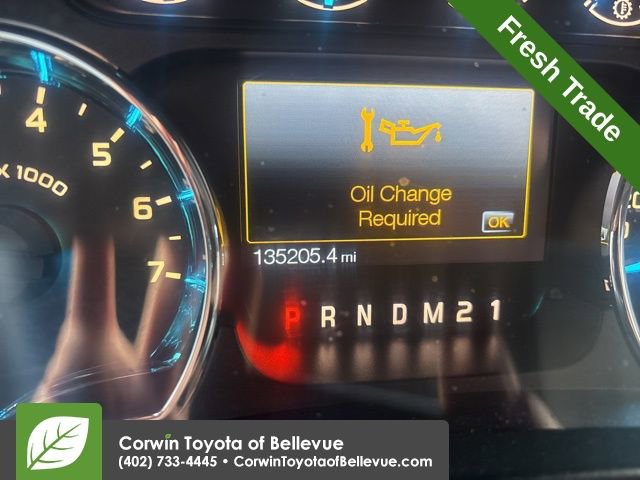 Fresh Trade
4
5
6
7
X 1000
Oil Change
Required
OK
135205.4 mi
P R N D M 2 1
Corwin Toyota of Bellevue
(402) 733-4445 • CorwinToyotaofBellevue.com